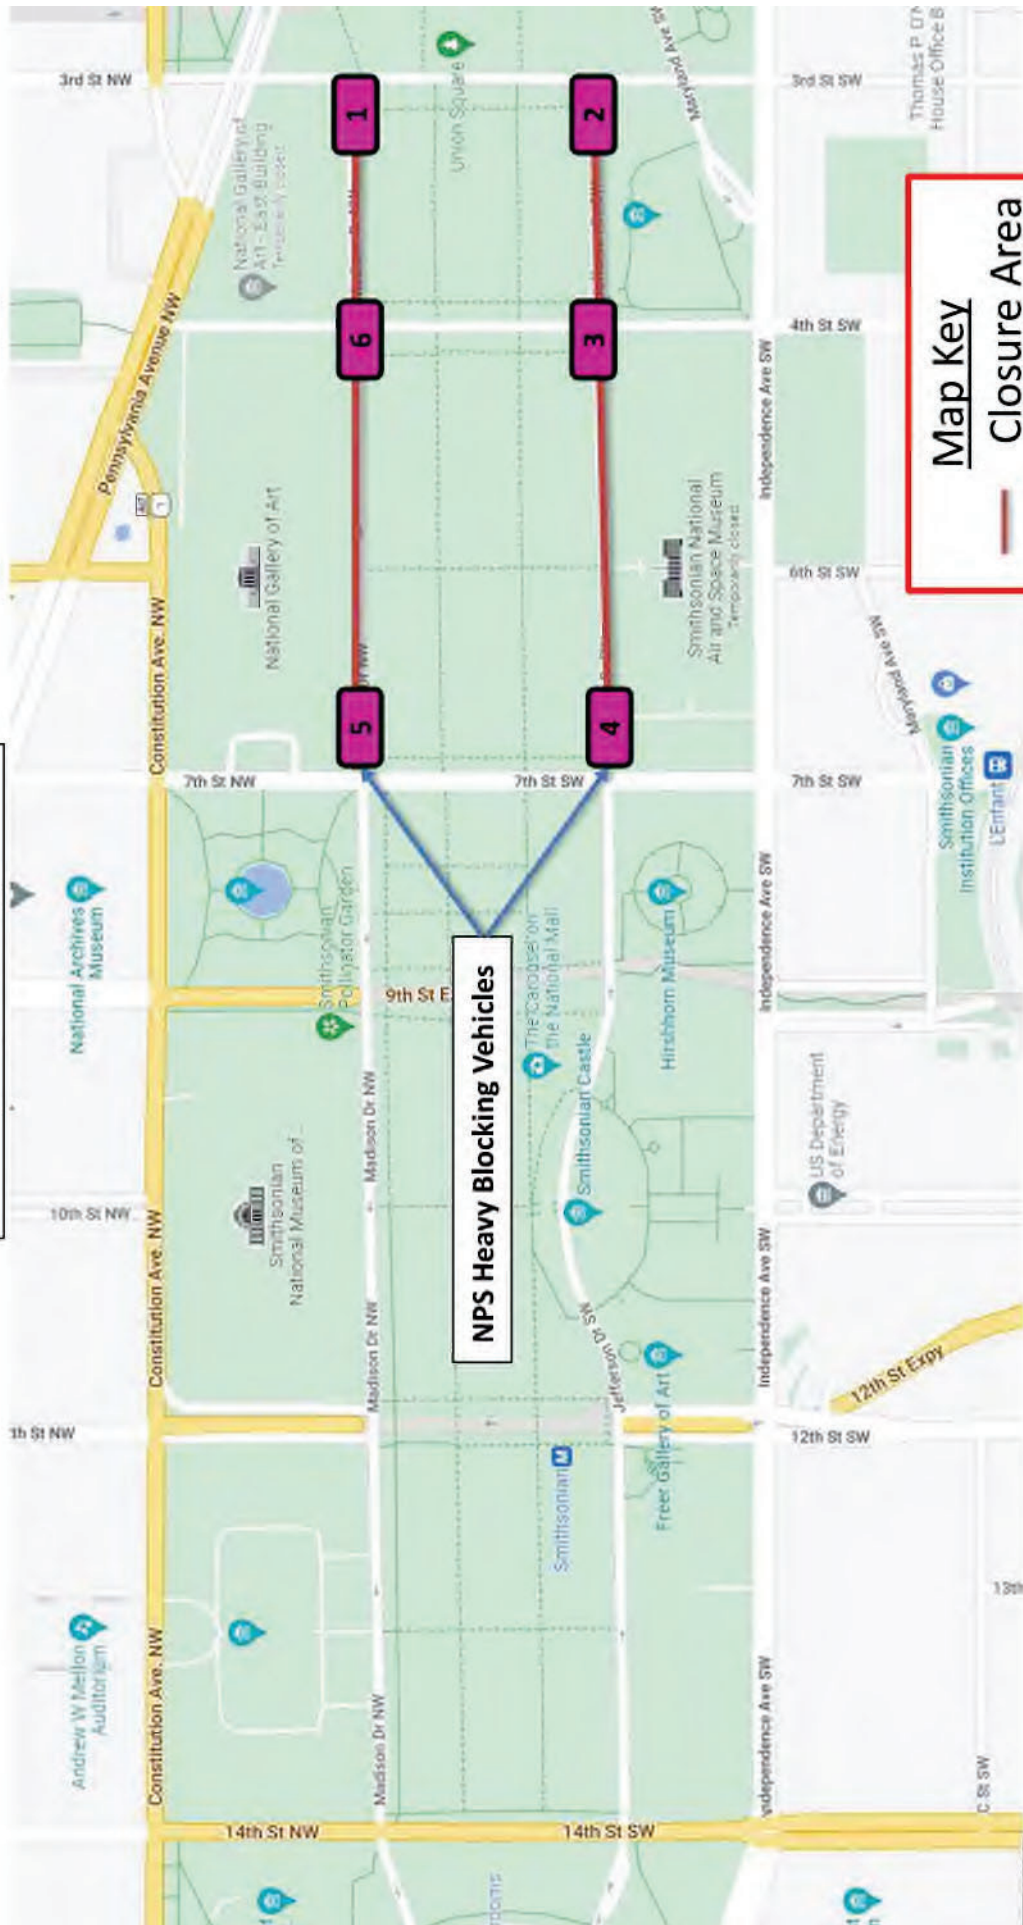 3rd St NW
3rd St SW
Thomas P. O'N
House Office B
Maryland Ave SW
Union Square
National Gallery of
Art - East Building
Temporarily closed
1
2
Pennsylvania Avenue NW
4th St SW
6
3
Independence Ave SW
Map Key
Closure Area
National Gallery of Art
Smithsonian National
Air and Space Museum
Temporarily closed
6th St SW
Maryland Ave SW
Constitution Ave. NW
5
4
Dr NW
7th St NW
7th St SW
7th St SW
Smithsonian
Institution Offices
L'Enfant
National Archives
Museum
Smithsonian
Pollinator Garden
9th St E
NPS Heavy Blocking Vehicles
The Carousel on
the National Mall
Hirshhorn Museum
Independence Ave SW
Smithsonian Castle
US Department
of Energy
Madison Dr NW
10th St NW
Smithsonian
National Museum of
Constitution Ave. NW
Madison Dr NW
Jefferson Dr SW
Independence Ave SW
Freer Gallery of Art
12th St Expy
12th St SW
th St NW
Smithsonian
M
13th
Andrew W Mellon
Auditorium
Constitution Ave. NW
Madison Dr NW
Independence Ave SW
C St SW
14th St NW
14th St SW